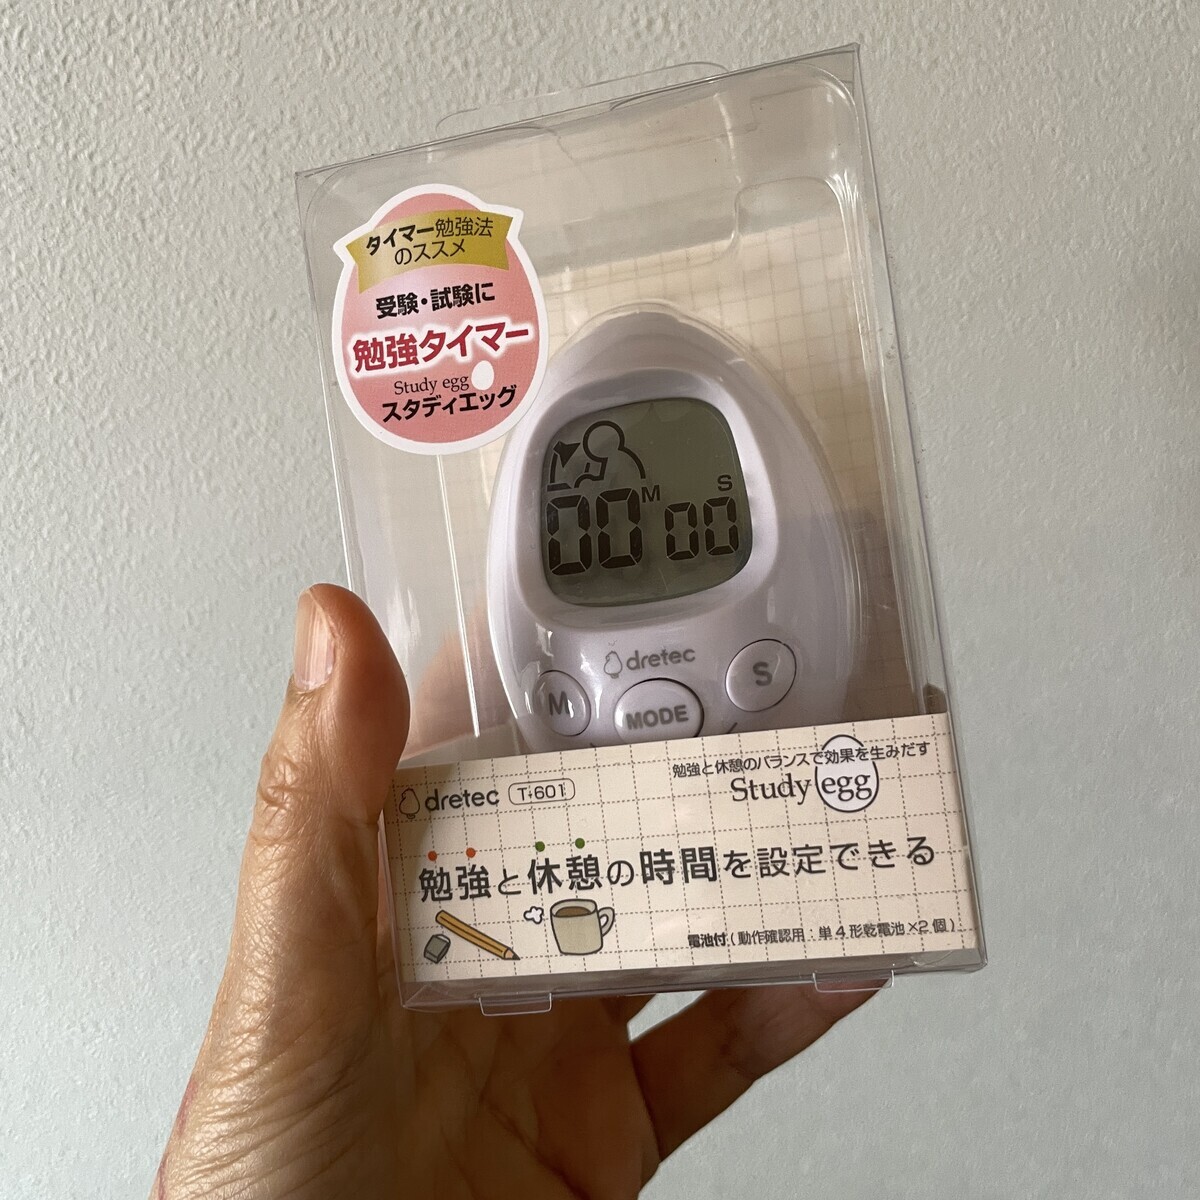 タイマー勉強法
のススメ
受験・試験に
勉強タイマー
Study egg
スタディエッグ
M S
00 00
dretec
M MODE S
勉強と休憩のバランスで効果を生みだす
dretec T-601 Study egg
勉強と休憩の時間を設定できる
電池付(動作確認用:単4形乾電池×2個)